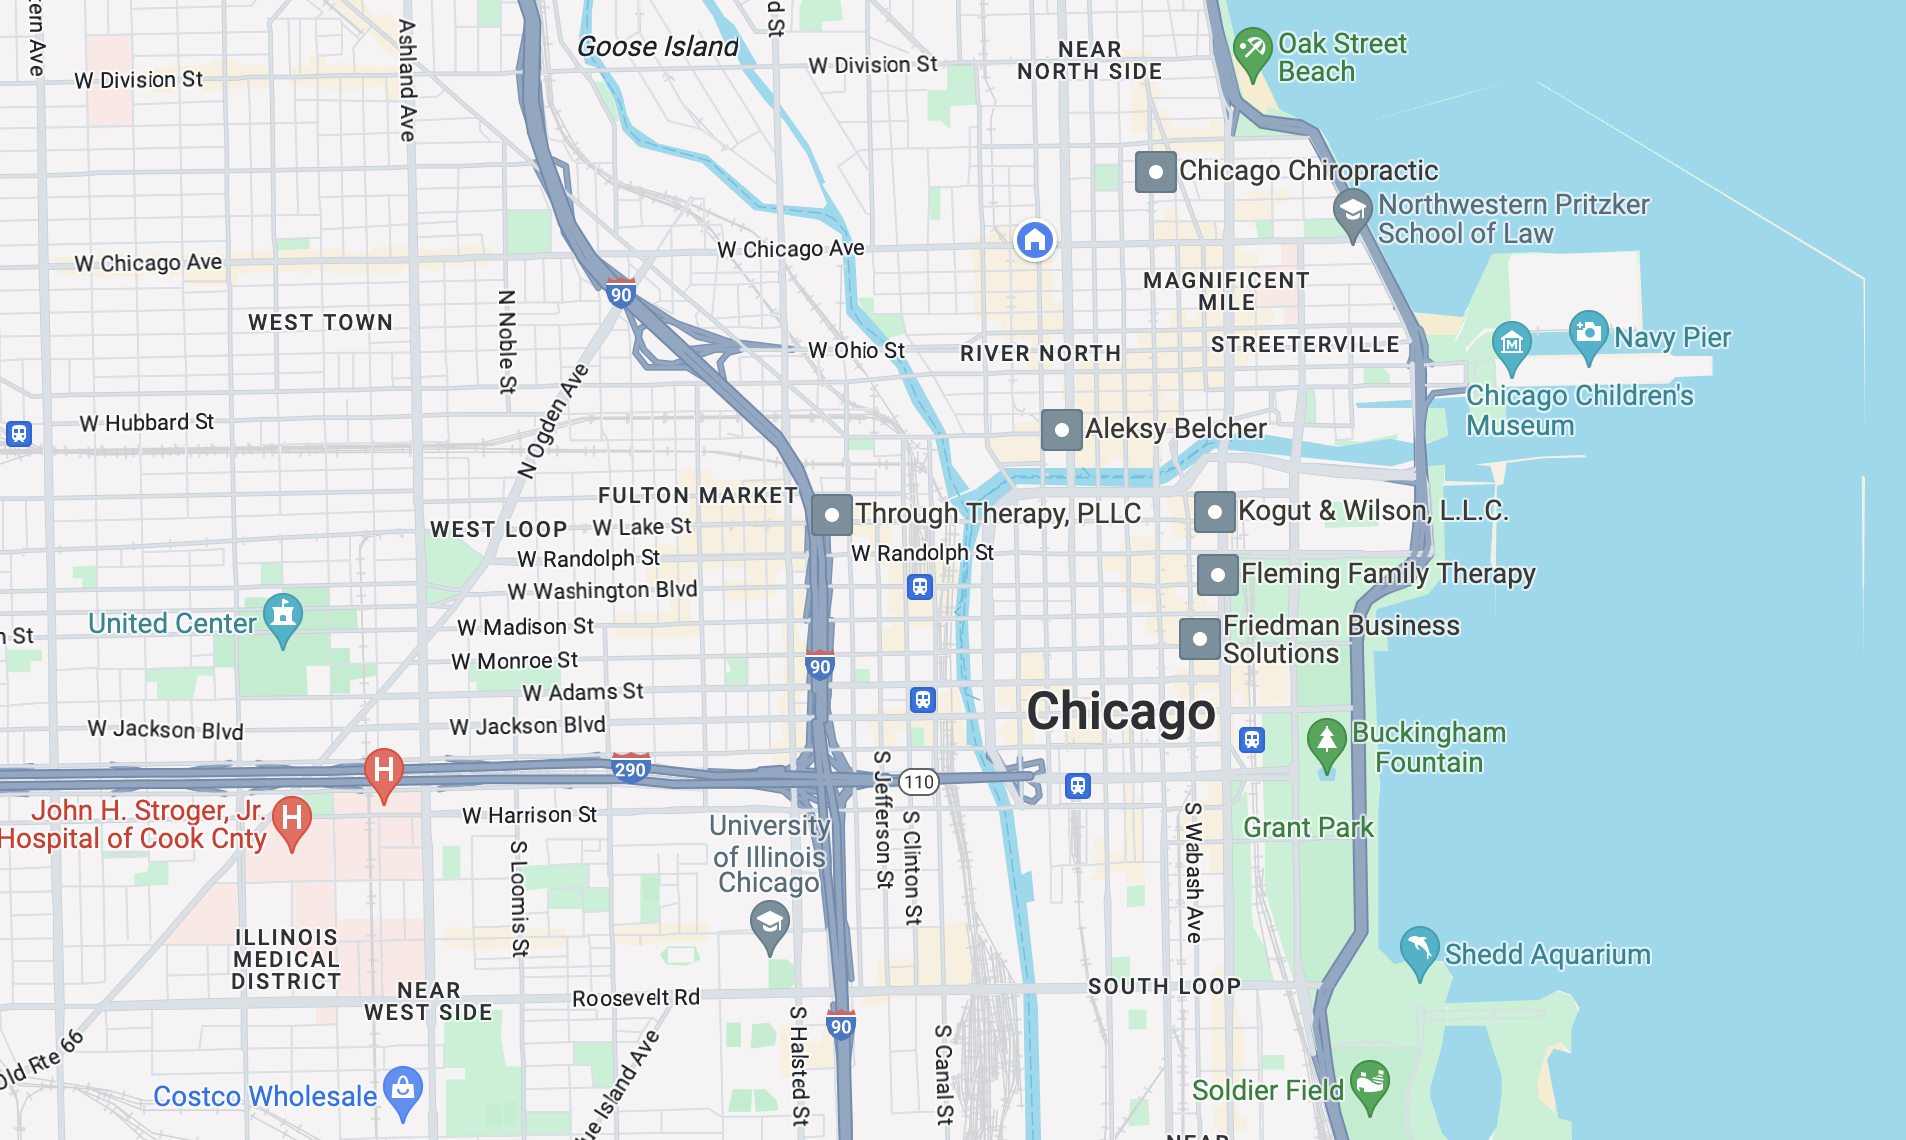 ern Ave
Ashland Ave
Goose Island
d St
NEAR
NORTH SIDE
Oak Street
Beach
W Division St
W Division St
Chicago Chiropractic
Northwestern Pritzker
School of Law
W Chicago Ave
W Chicago Ave
90
MAGNIFICENT
MILE
WEST TOWN
N Noble St
W Ohio St
RIVER NORTH
STREETERVILLE
Navy Pier
Chicago Children's
Museum
N Ogden Ave
W Hubbard St
Aleksy Belcher
FULTON MARKET
WEST LOOP
W Lake St
Through Therapy, PLLC
Kogut & Wilson, L.L.C.
W Randolph St
W Randolph St
Fleming Family Therapy
W Washington Blvd
United Center
n St
W Madison St
Friedman Business
Solutions
W Monroe St
90
W Adams St
Chicago
W Jackson Blvd
W Jackson Blvd
Buckingham
Fountain
H
290
110
S Jefferson St
John H. Stroger, Jr.
Hospital of Cook Cnty
H
W Harrison St
University
of Illinois
Chicago
S Clinton St
S Wabash Ave
Grant Park
S Loomis St
ILLINOIS
MEDICAL
DISTRICT
Shedd Aquarium
NEAR
WEST SIDE
Roosevelt Rd
SOUTH LOOP
90
Old Rte 66
S Halsted St
S Canal St
ue Island Ave
Costco Wholesale
Soldier Field
NEAR